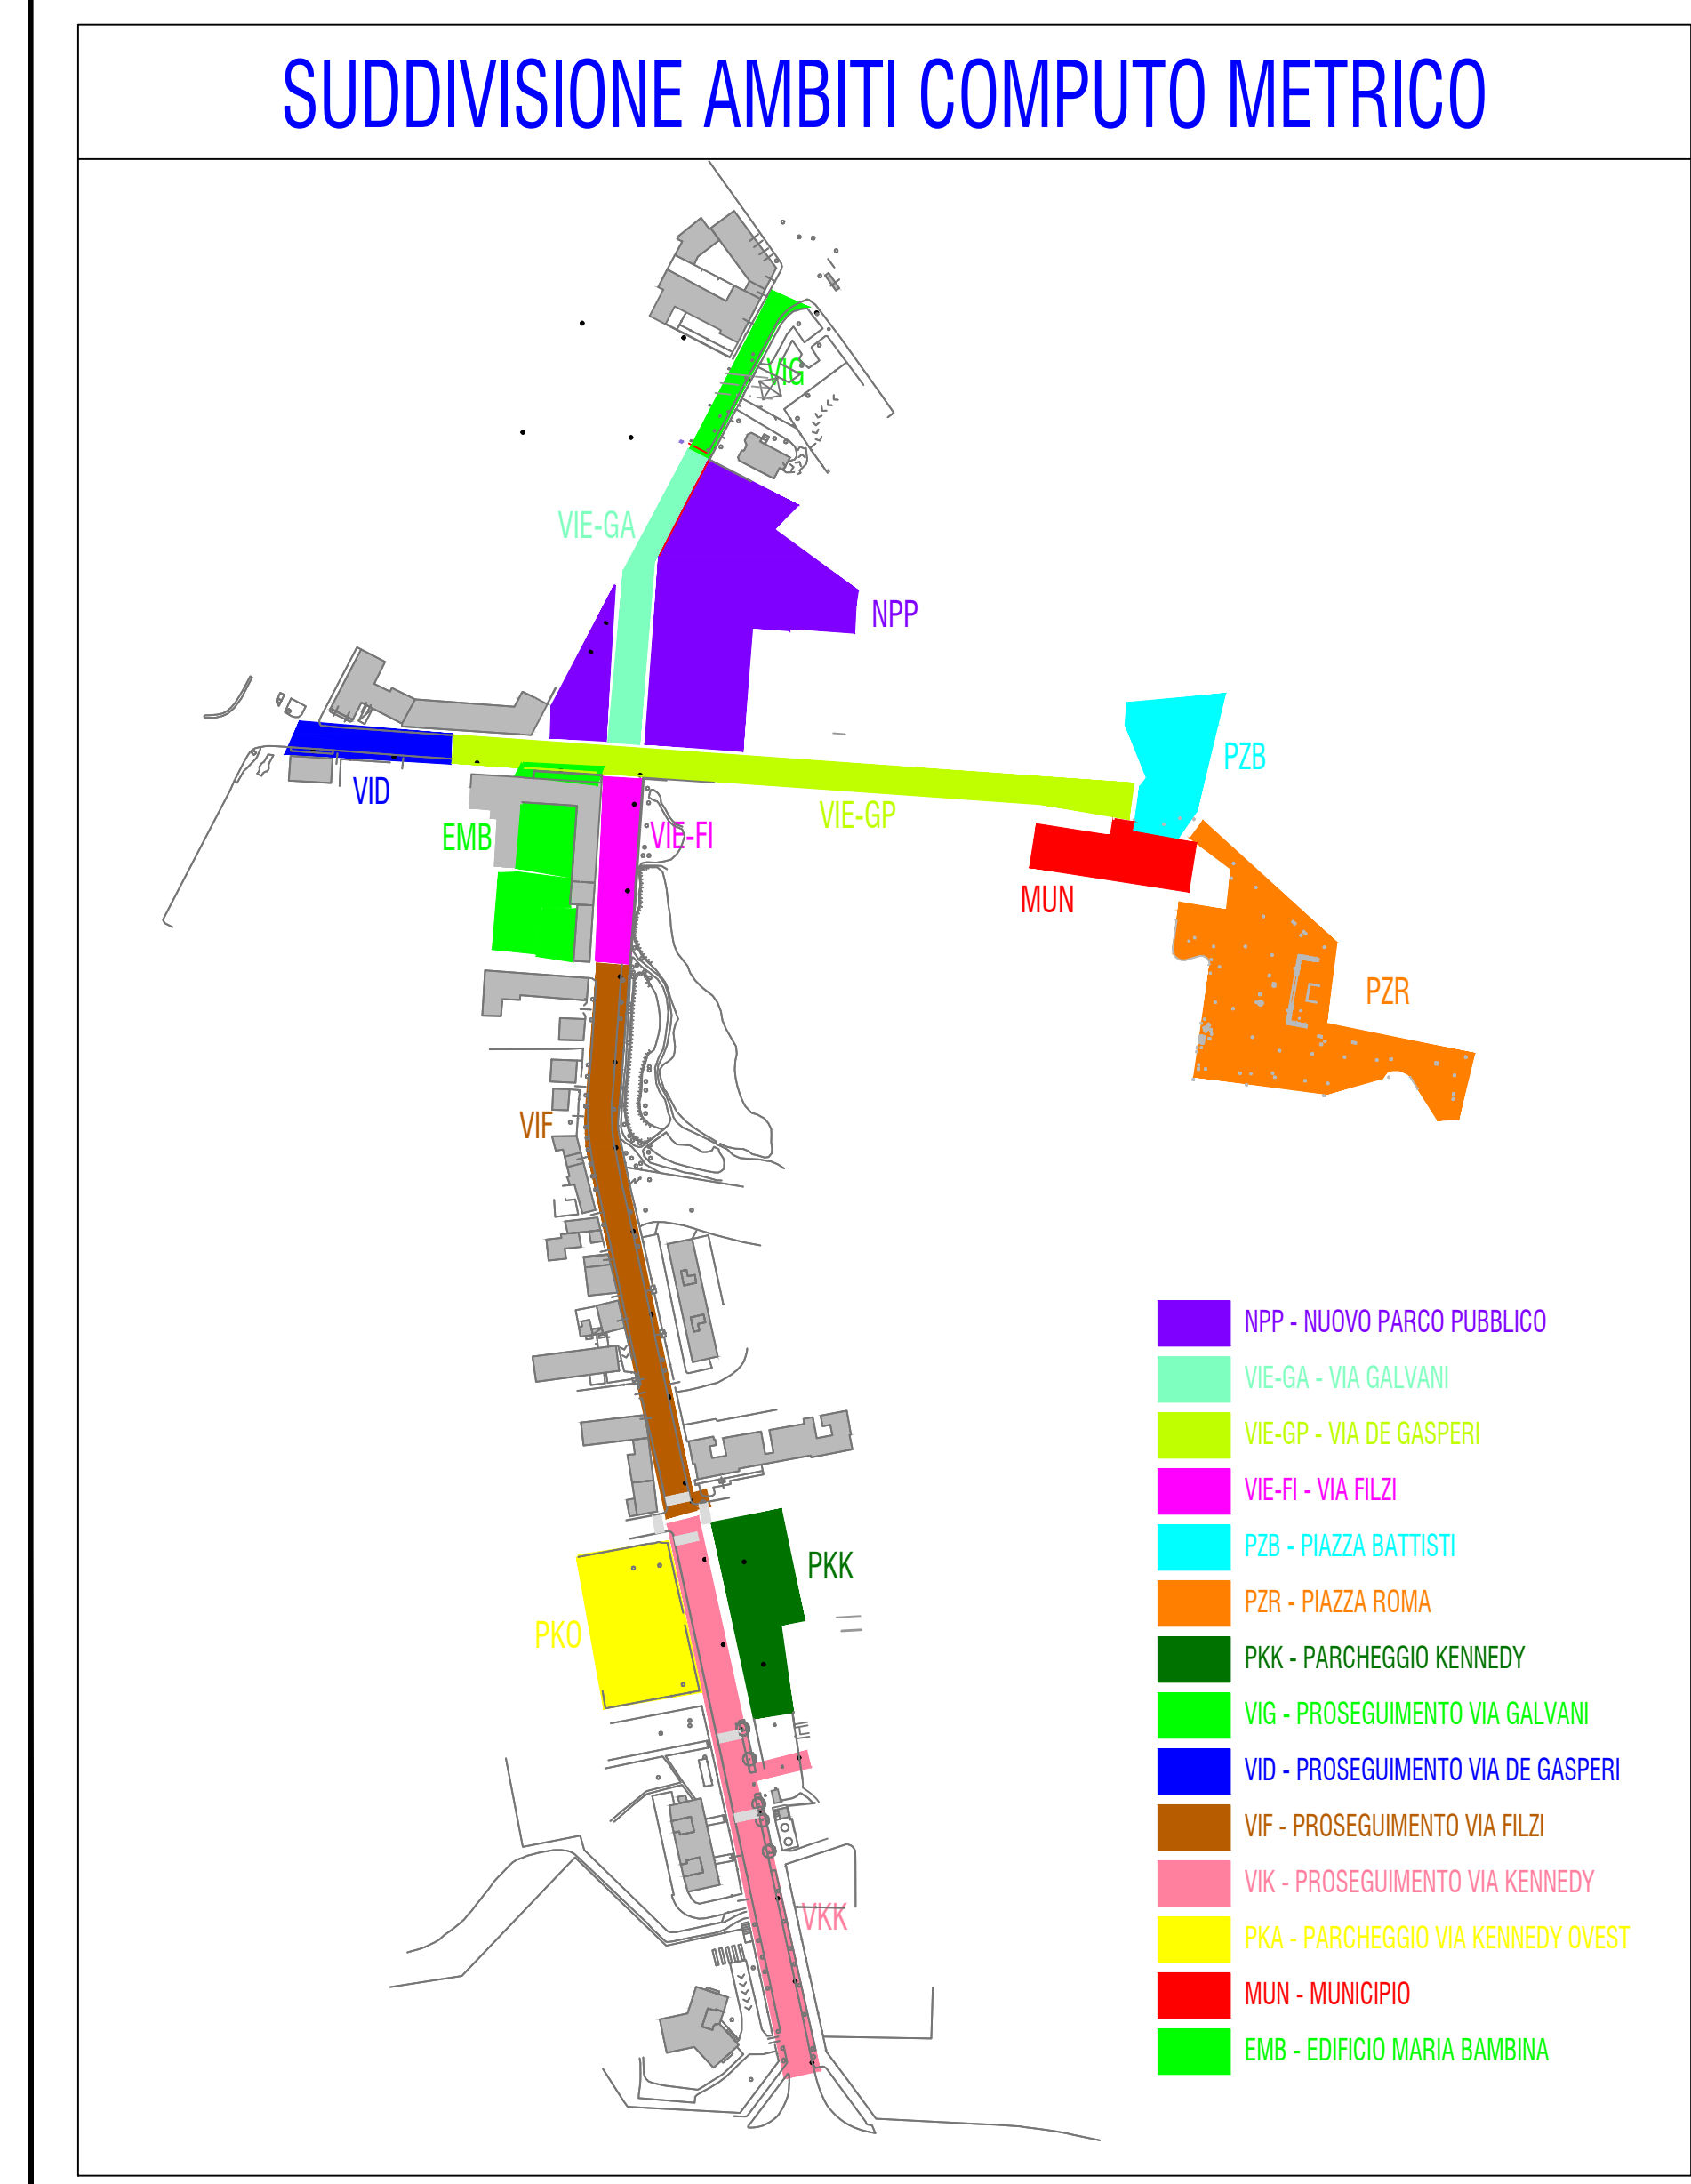 SUDDIVISIONE AMBITI COMPUTO METRICO
VIG
VIE-GA
NPP
PZB
VID
VIE-GP
EMB
VIE-FI
MUN
PZR
VIF
PKK
PKO
VKK
NPP - NUOVO PARCO PUBBLICO
VIE-GA - VIA GALVANI
VIE-GP - VIA DE GASPERI
VIE-FI - VIA FILZI
PZB - PIAZZA BATTISTI
PZR - PIAZZA ROMA
PKK - PARCHEGGIO KENNEDY
VIG - PROSEGUIMENTO VIA GALVANI
VID - PROSEGUIMENTO VIA DE GASPERI
VIF - PROSEGUIMENTO VIA FILZI
VIK - PROSEGUIMENTO VIA KENNEDY
PKA - PARCHEGGIO VIA KENNEDY OVEST
MUN - MUNICIPIO
EMB - EDIFICIO MARIA BAMBINA